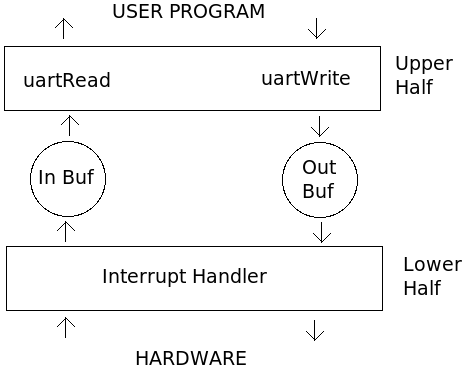 USER PROGRAM
uartRead
uartWrite
Upper
Half
In Buf
Out
Buf
Interrupt Handler
Lower
Half
HARDWARE